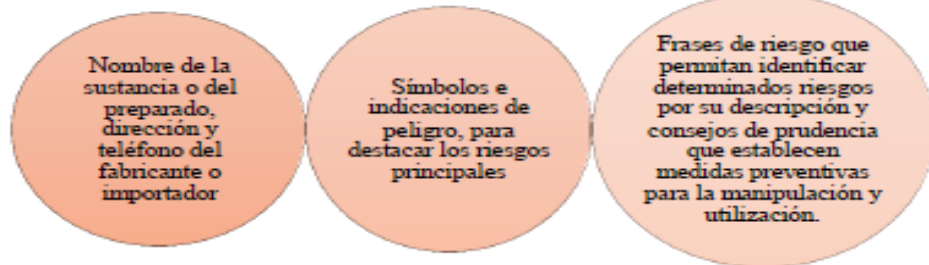 Nombre de la
sustancia o del
preparado,
dirección y
teléfono del
fabricante o
importador
Símbolos e
indicaciones de
peligro, para
destacar los riesgos
principales
Frases de riesgo que
permitan identificar
determinados riesgos
por su descripción y
consejos de prudencia
que establecen
medidas preventivas
para la manipulación y
utilización.